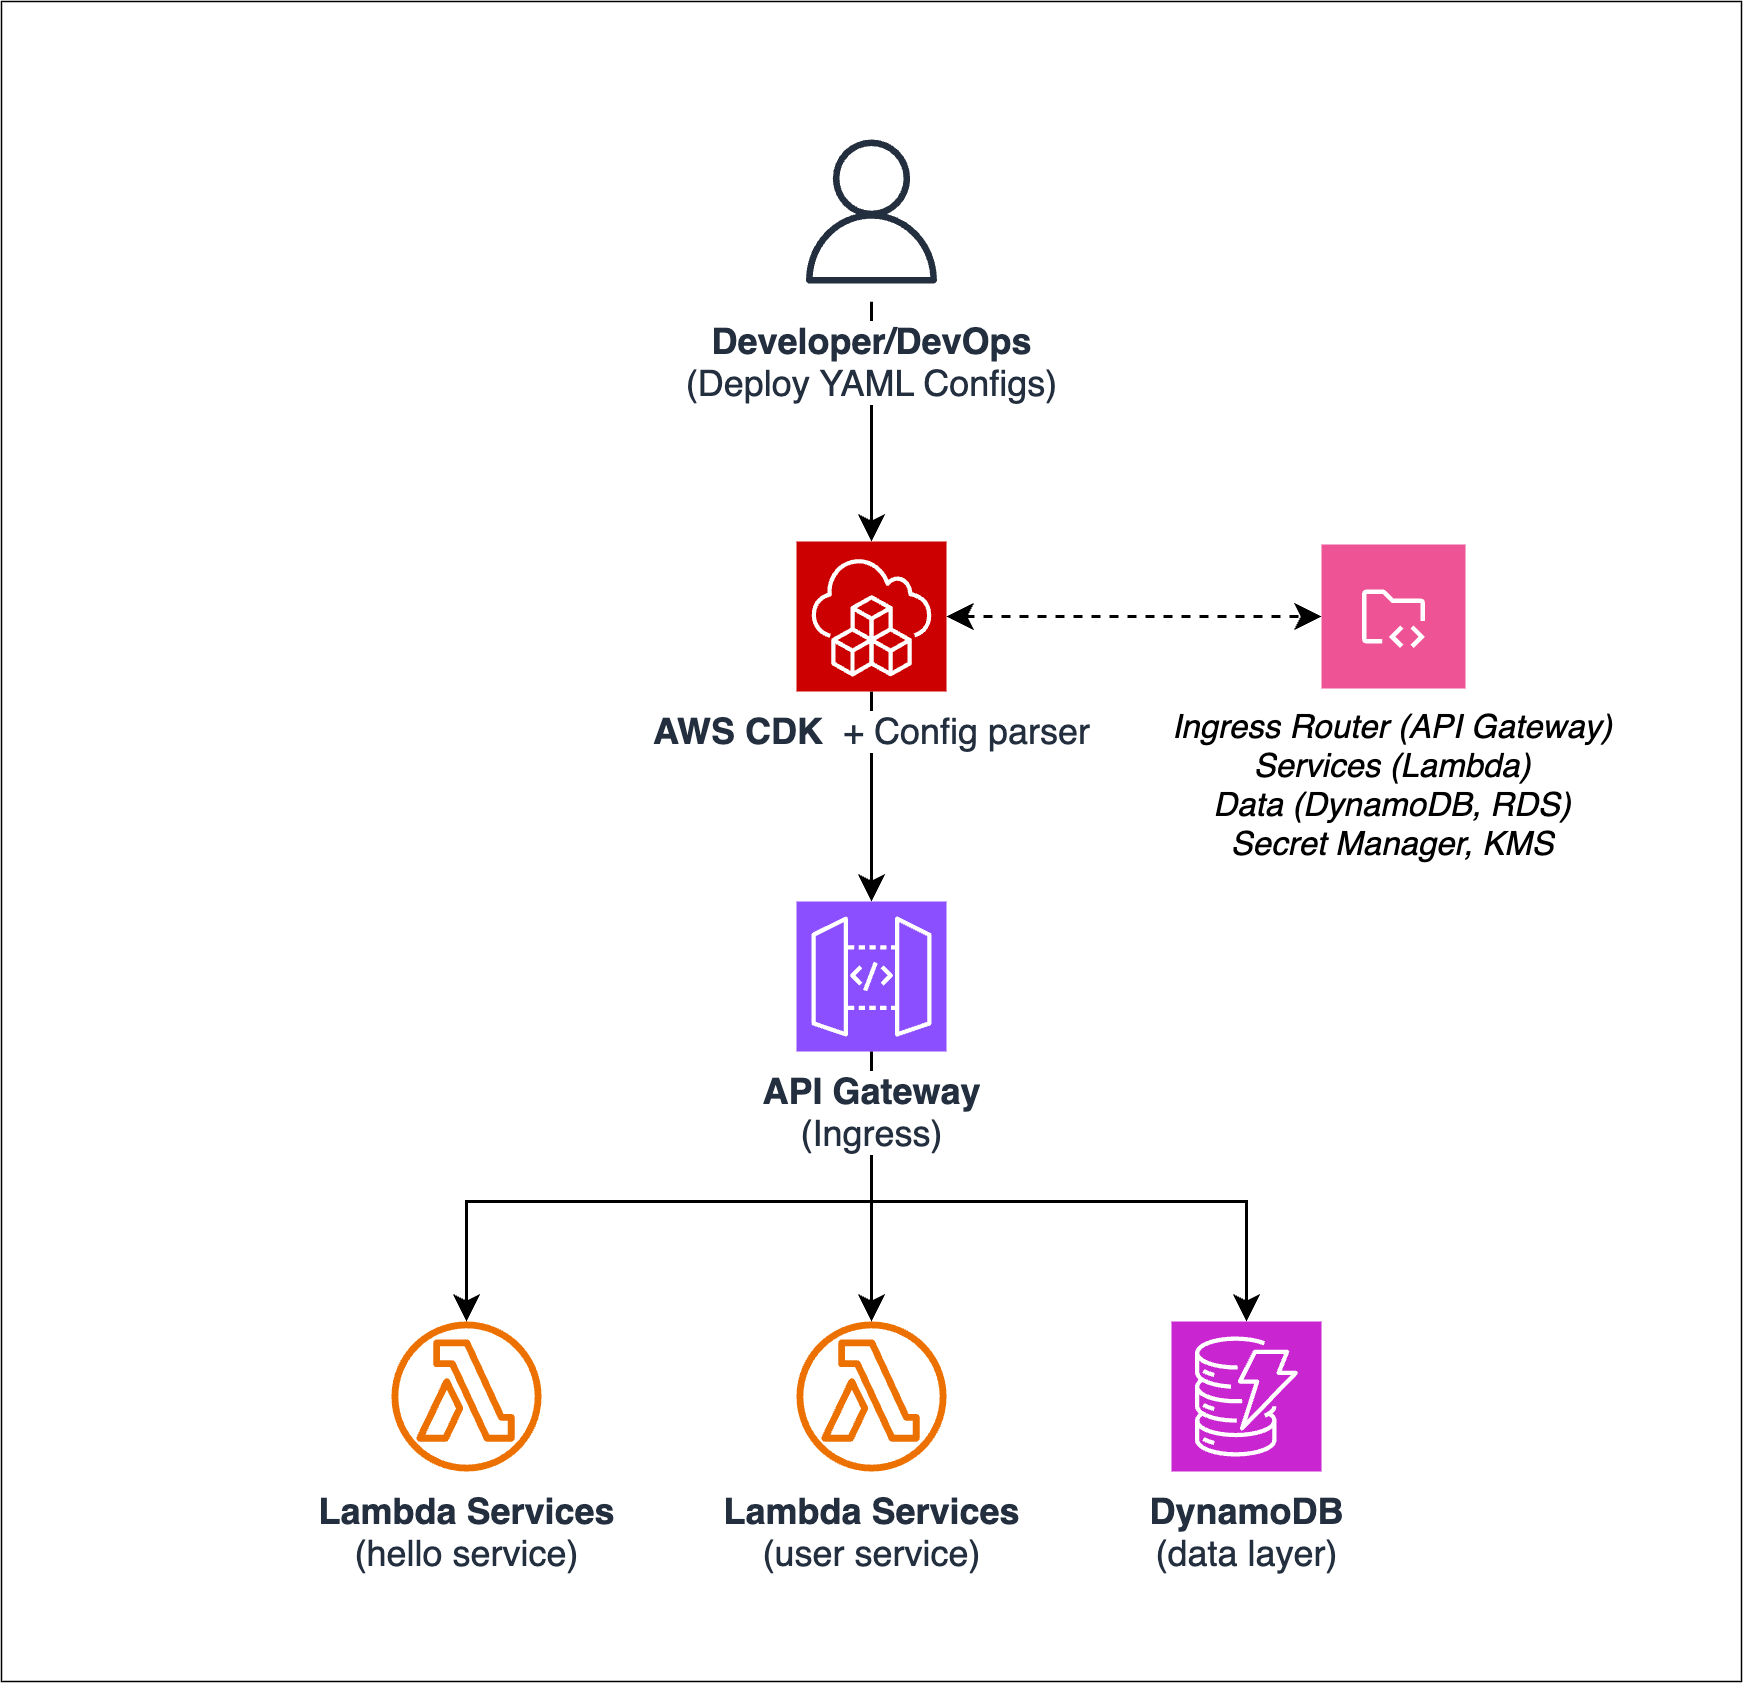 Developer/DevOps
(Deploy YAML Configs)
AWS CDK + Config parser
Ingress Router (API Gateway)
Services (Lambda)
Data (DynamoDB, RDS)
Secret Manager, KMS
API Gateway
(Ingress)
Lambda Services
(hello service)
Lambda Services
(user service)
DynamoDB
(data layer)